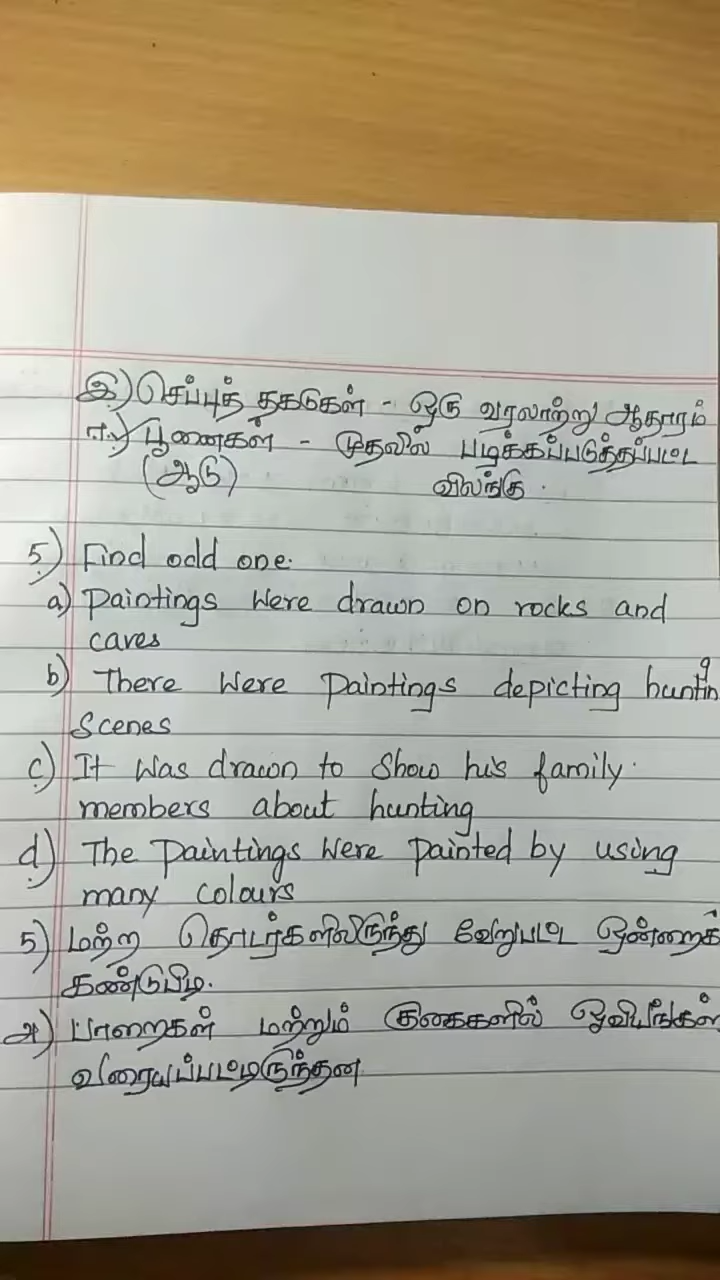 இ) செப்புத் தகடுகள் - ஒரு வரலாற்று ஆதாரம்
ஈ) பூனைகள் - முதலில் பழக்கப்படுத்தப்பட்ட
(ஆடு) விலங்கு.
5) Find odd one.
a) Paintings were drawn on rocks and
caves
b) There were paintings depicting hunting
Scenes
c) It was drawn to show his family
members about hunting
d) The paintings were painted by using
many colours
5) மற்ற தொடர்களிலிருந்து வேறுபட்ட ஒன்றைக்
கண்டுபிடி.
அ) பாறைகள் மற்றும் குகைகளில் ஓவியங்கள்
வரையப்பட்டிருந்தன